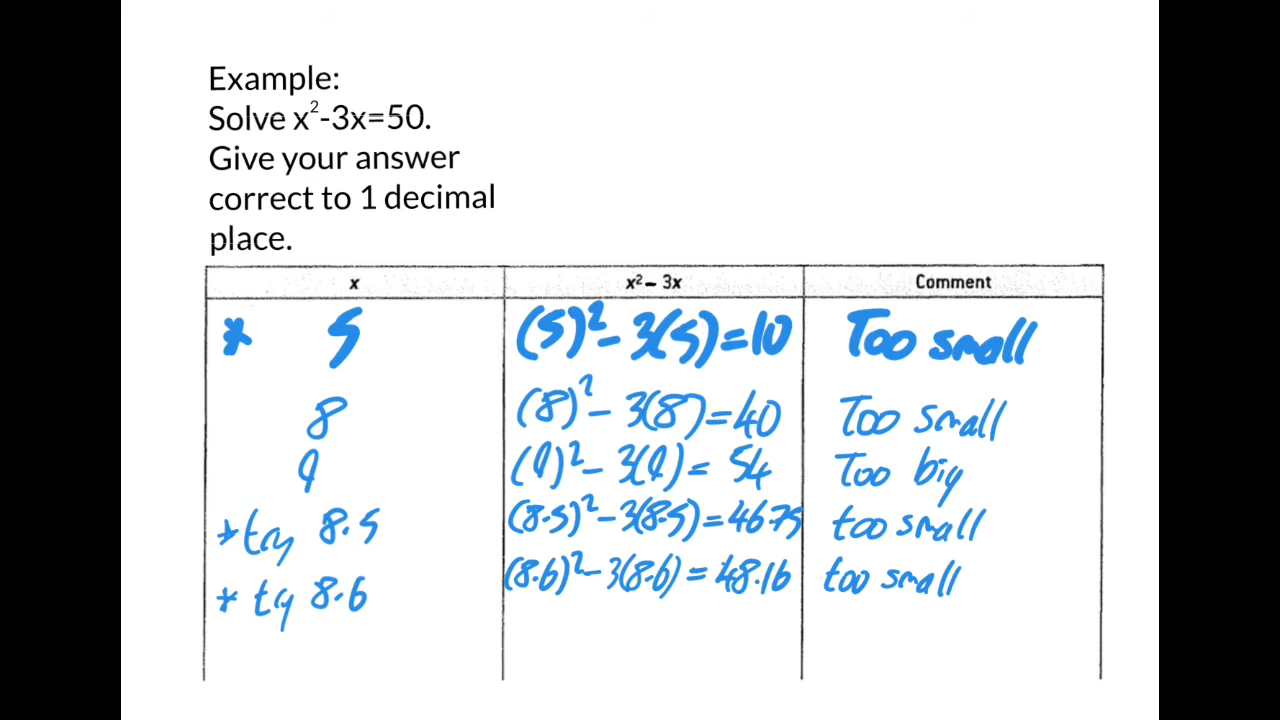 Example:
Solve x²-3x=50.
Give your answer
correct to 1 decimal
place.
x x² – 3x Comment
* 5 (5)² - 3(5) = 10 Too small
8 (8)² - 3(8) = 40 Too small
9 (9)² - 3(9) = 54 Too big
* try 8.5 (8.5)² - 3(8.5) = 46.75 too small
* try 8.6 (8.6)² - 3(8.6) = 48.16 too small